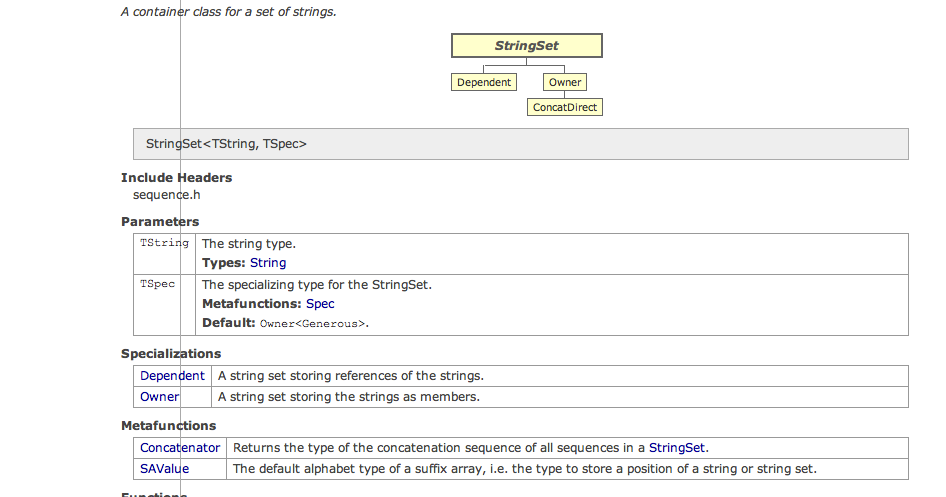 A container class for a set of strings.
StringSet
Dependent Owner
ConcatDirect
StringSet<TString, TSpec>
Include Headers
sequence.h
Parameters
TString The string type.
Types: String
TSpec The specializing type for the StringSet.
Metafunctions: Spec
Default: Owner<Generous>.
Specializations
Dependent A string set storing references of the strings.
Owner A string set storing the strings as members.
Metafunctions
Concatenator Returns the type of the concatenation sequence of all sequences in a StringSet.
SAValue The default alphabet type of a suffix array, i.e. the type to store a position of a string or string set.
Functions